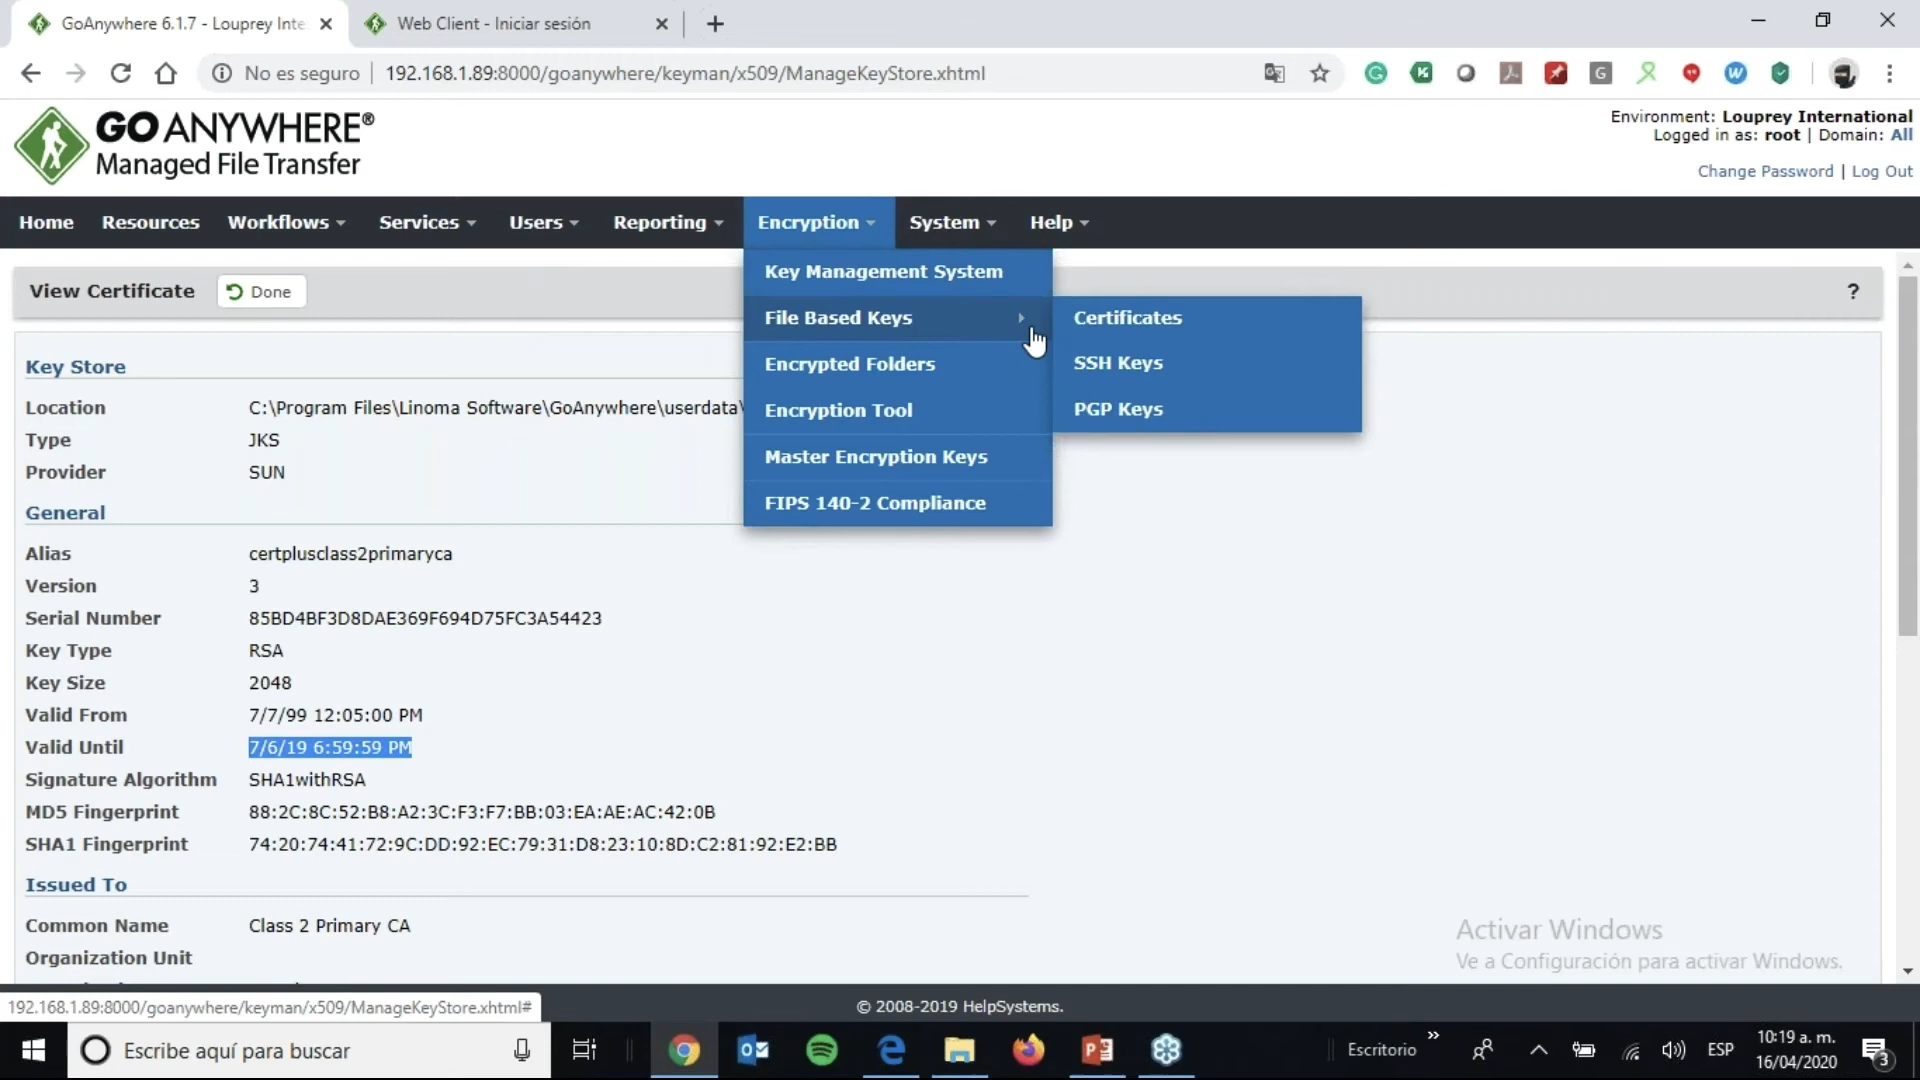 GoAnywhere 6.1.7 - Louprey Inte
Web Client - Iniciar sesión
No es seguro
192.168.1.89:8000/goanywhere/keyman/x509/ManageKeyStore.xhtml
GO ANYWHERE®
Managed File Transfer
Environment: Louprey International
Logged in as: root | Domain: All
Change Password | Log Out
Home Resources Workflows Services Users Reporting Encryption System Help
View Certificate Done ?
Key Management System
File Based Keys
Encrypted Folders
Encryption Tool
Master Encryption Keys
FIPS 140-2 Compliance
Certificates
SSH Keys
PGP Keys
Key Store
Location C:\Program Files\Linoma Software\GoAnywhere\userdata\
Type JKS
Provider SUN
General
Alias certplusclass2primaryca
Version 3
Serial Number 85BD4BF3D8DAE369F694D75FC3A54423
Key Type RSA
Key Size 2048
Valid From 7/7/99 12:05:00 PM
Valid Until 7/6/19 6:59:59 PM
Signature Algorithm SHA1withRSA
MD5 Fingerprint 88:2C:8C:52:B8:A2:3C:F3:F7:BB:03:EA:AE:AC:42:0B
SHA1 Fingerprint 74:20:74:41:72:9C:DD:92:EC:79:31:D8:23:10:8D:C2:81:92:E2:BB
Issued To
Common Name Class 2 Primary CA
Organization Unit
Activar Windows
Ve a Configuración para activar Windows.
192.168.1.89:8000/goanywhere/keyman/x509/ManageKeyStore.xhtml#
© 2008-2019 HelpSystems.
Escribe aquí para buscar
Escritorio
ESP
10:19 a. m.
16/04/2020
3